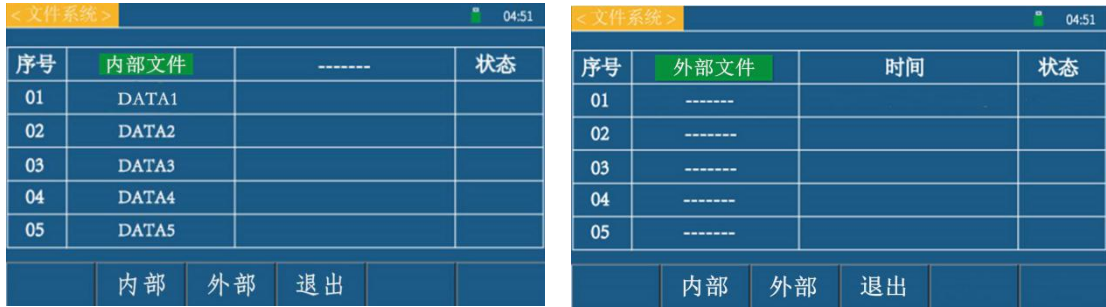 <文件系统> 04:51
序号 内部文件 ------- 状态
01 DATA1
02 DATA2
03 DATA3
04 DATA4
05 DATA5
内部 外部 退出
<文件系统> 04:51
序号 外部文件 时间 状态
01 -------
02 -------
03 -------
04 -------
05 -------
内部 外部 退出